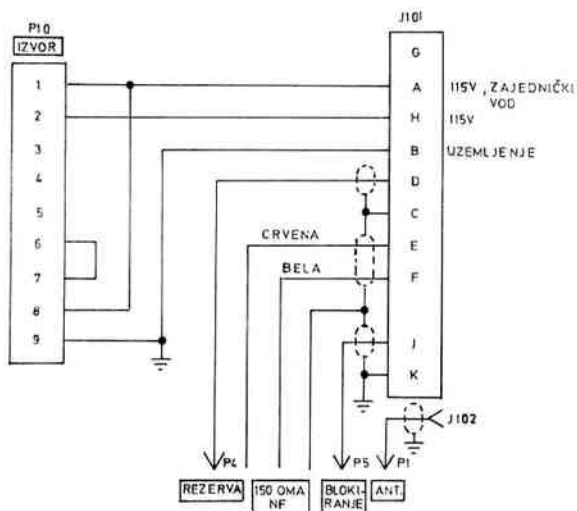 P10
IZVOR
1
2
3
4
5
6
7
8
9
J101
G
A
H
B
D
C
E
F
J
K
115V, ZAJEDNIČKI
VOD
115V
UZEMLJENJE
CRVENA
BELA
J102
P4
P5
P1
REZERVA
150 OMA
NF
BLOKI-
RANJE
ANT.